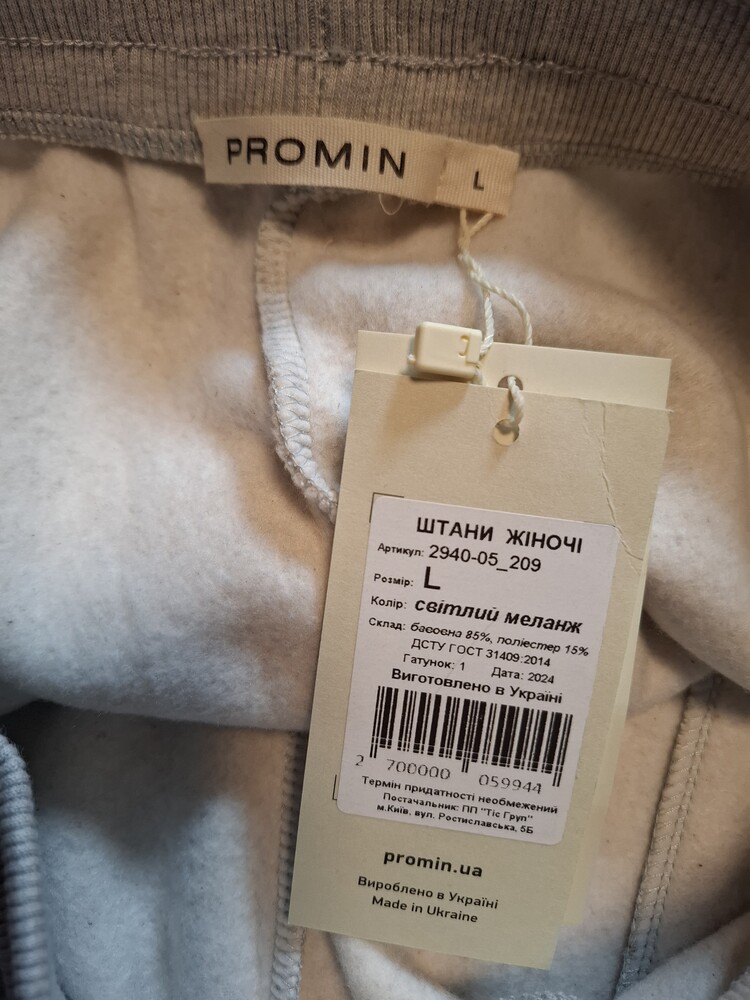 PROMIN
L
ШТАНИ ЖІНОЧІ
Артикул: 2940-05_209
Розмір: L
Колір: світлий меланж
Склад: бавовна 85%, поліестер 15%
ДСТУ ГОСТ 31409:2014
Гатунок: 1 Дата: 2024
Виготовлено в Україні
2 700000 059944
Термін придатності необмежений
Постачальник: ПП "Тіс Груп"
м.Київ, вул. Ростиславська, 5Б
promin.ua
Вироблено в Україні
Made in Ukraine